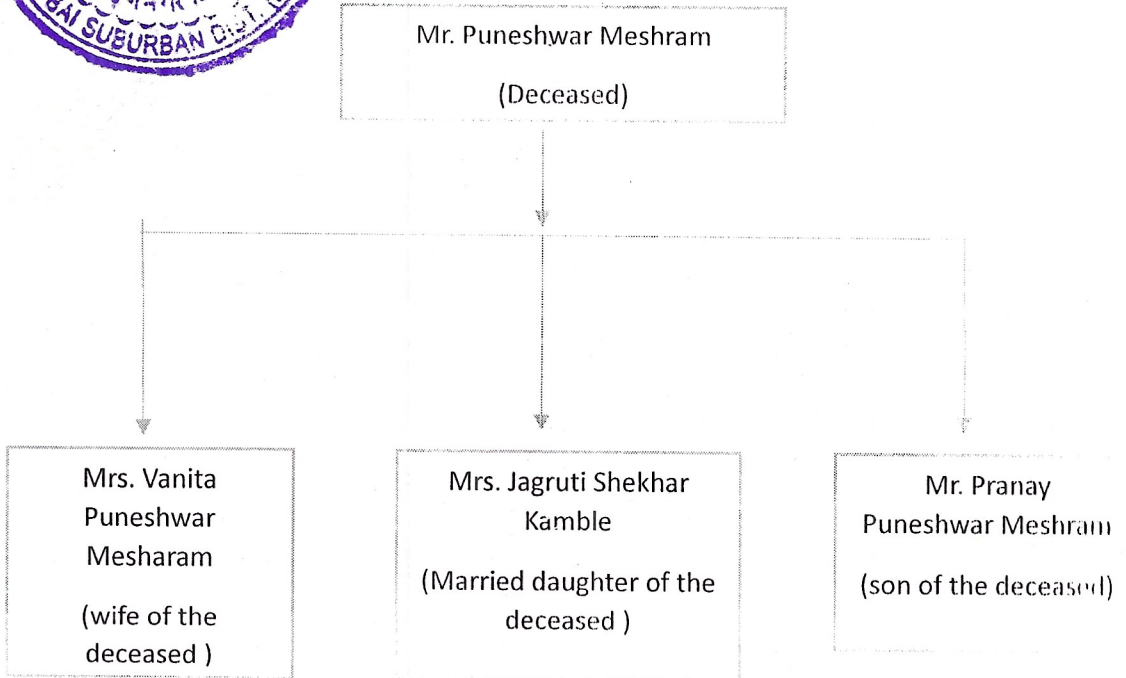 SUBURBAN DIST.
Mr. Puneshwar Meshram
(Deceased)
Mrs. Vanita
Puneshwar
Mesharam
(wife of the
deceased )
Mrs. Jagruti Shekhar
Kamble
(Married daughter of the
deceased )
Mr. Pranay
Puneshwar Meshram
(son of the deceased)